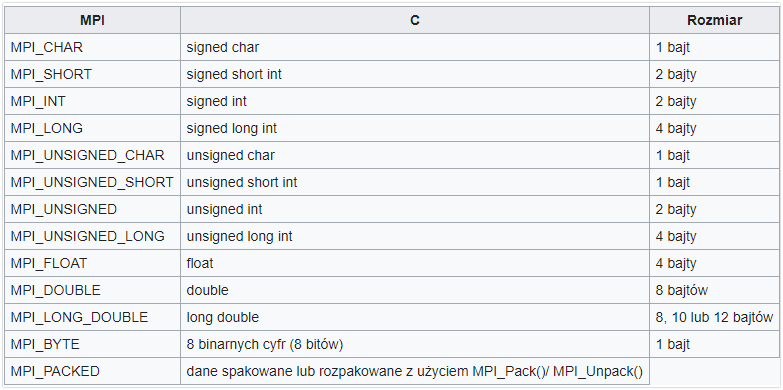 MPI C Rozmiar
MPI_CHAR signed char 1 bajt
MPI_SHORT signed short int 2 bajty
MPI_INT signed int 2 bajty
MPI_LONG signed long int 4 bajty
MPI_UNSIGNED_CHAR unsigned char 1 bajt
MPI_UNSIGNED_SHORT unsigned short int 1 bajt
MPI_UNSIGNED unsigned int 2 bajty
MPI_UNSIGNED_LONG unsigned long int 4 bajty
MPI_FLOAT float 4 bajty
MPI_DOUBLE double 8 bajtów
MPI_LONG_DOUBLE long double 8, 10 lub 12 bajtów
MPI_BYTE 8 binarnych cyfr (8 bitów) 1 bajt
MPI_PACKED dane spakowane lub rozpakowane z użyciem MPI_Pack()/ MPI_Unpack()